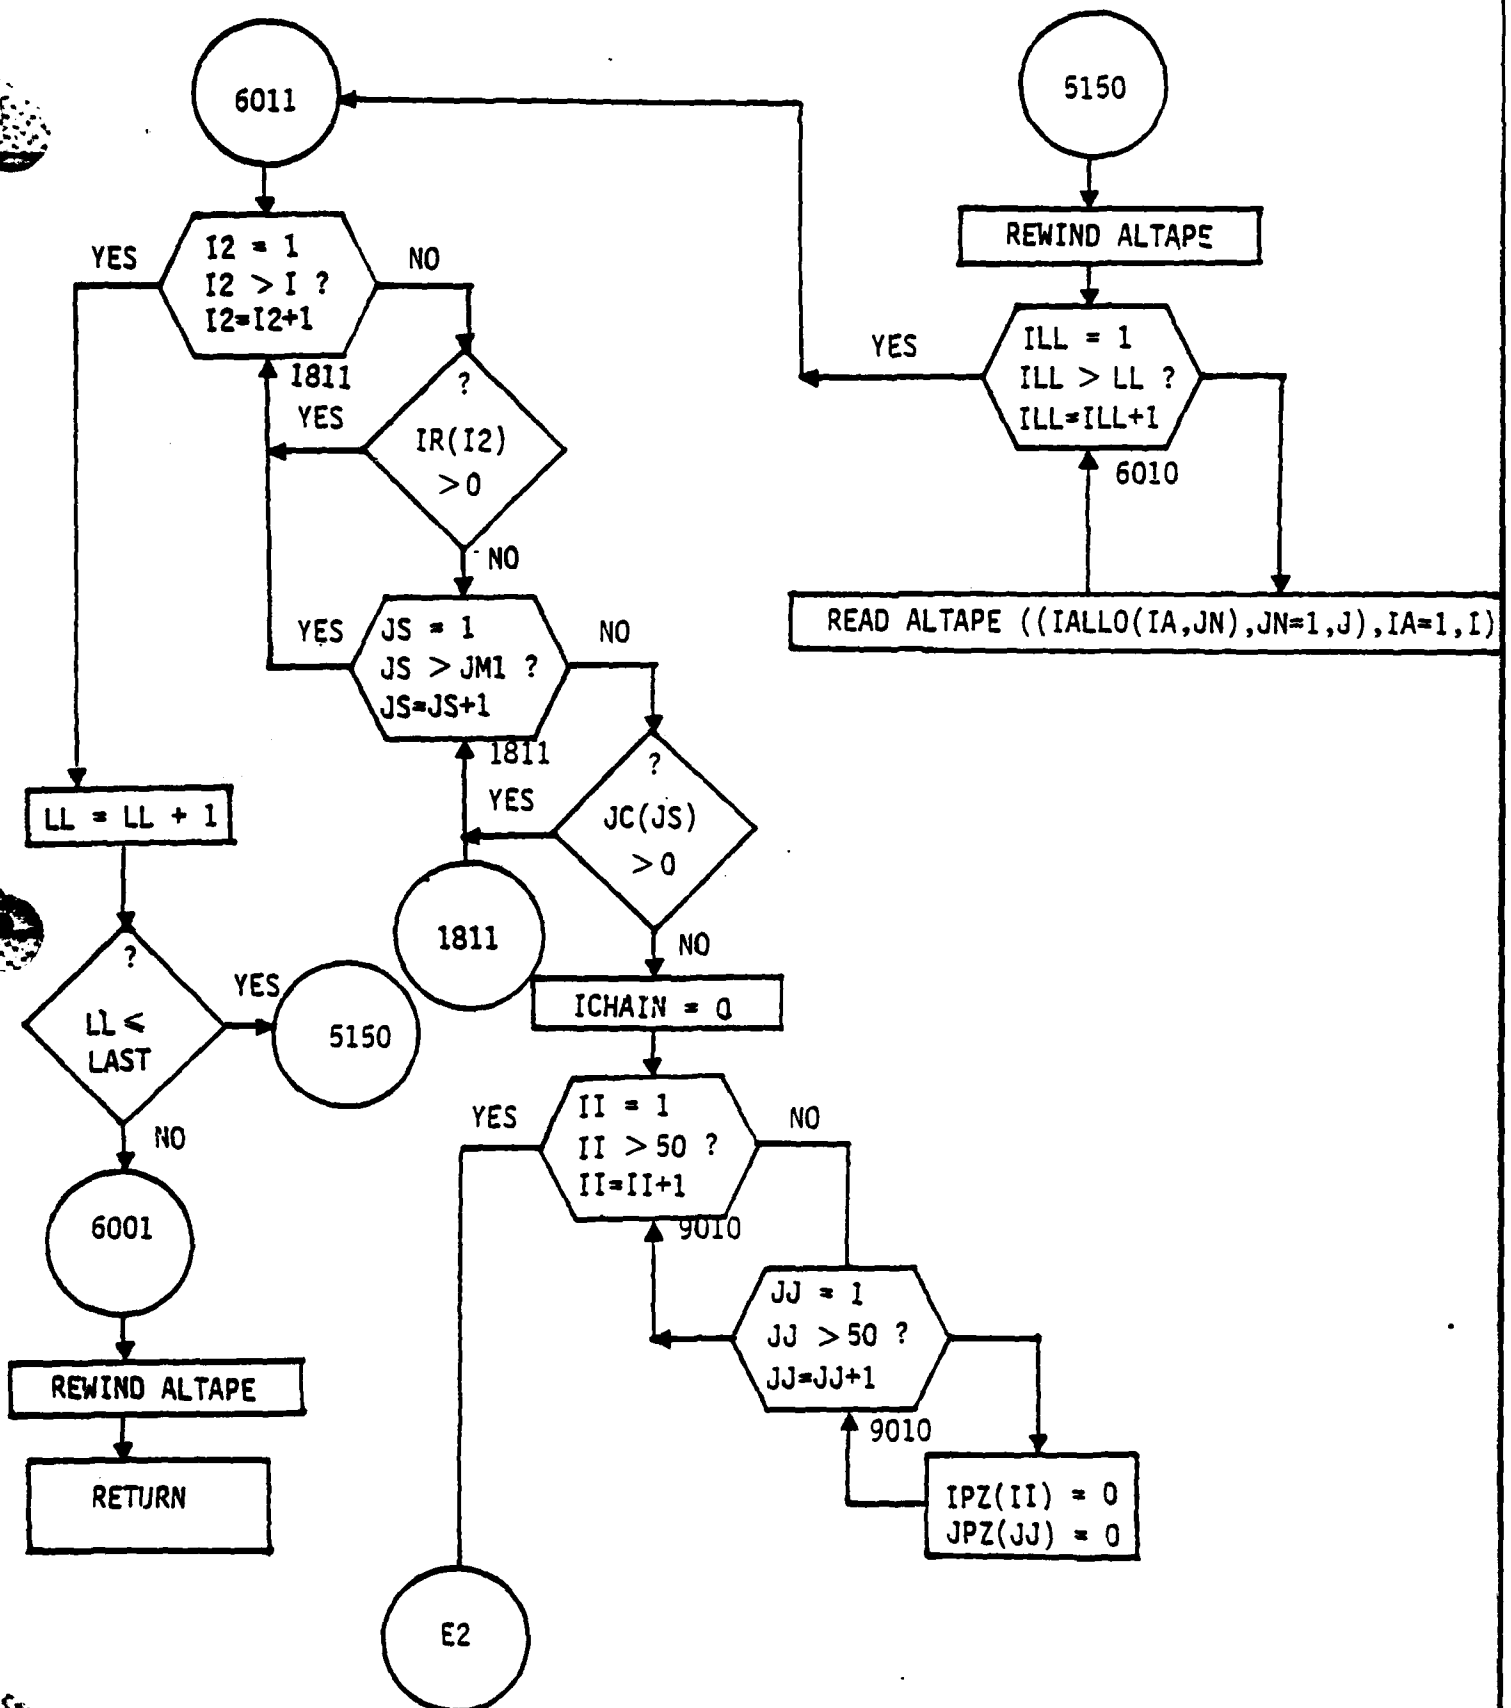 6011
5150
REWIND ALTAPE
YES
I2 = 1
I2 > I ?
I2=I2+1
NO
1811
YES
ILL = 1
ILL > LL ?
ILL=ILL+1
6010
?
IR(I2)
>0
YES
NO
READ ALTAPE ((IALLO(IA,JN),JN=1,J),IA=1,I)
YES
JS = 1
JS > JM1 ?
JS=JS+1
NO
1811
?
JC(JS)
>0
YES
NO
1811
LL = LL + 1
?
LL ≤
LAST
YES
5150
NO
ICHAIN = 0
YES
II = 1
II > 50 ?
II=II+1
NO
9010
6001
JJ = 1
JJ > 50 ?
JJ=JJ+1
9010
REWIND ALTAPE
RETURN
IPZ(II) = 0
JPZ(JJ) = 0
E2